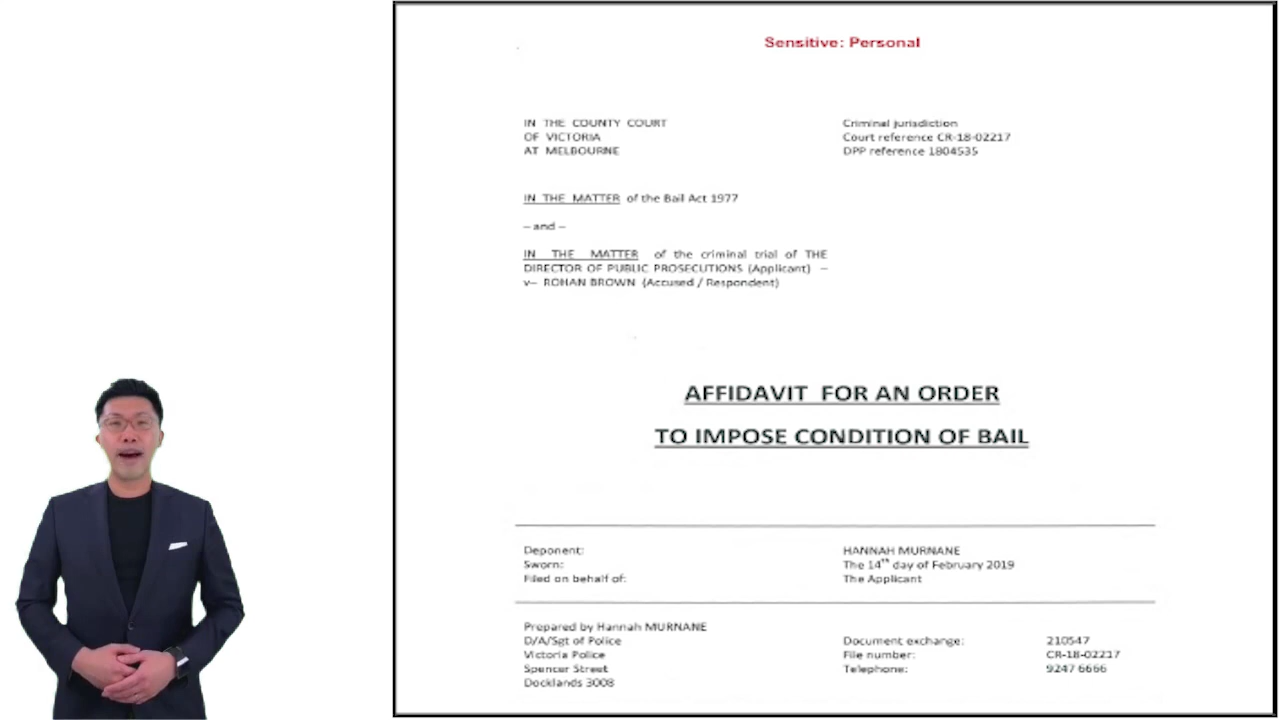 Sensitive: Personal
IN THE COUNTY COURT
OF VICTORIA
AT MELBOURNE
Criminal jurisdiction
Court reference CR-18-02217
DPP reference 1804535
IN THE MATTER of the Bail Act 1977
– and –
IN THE MATTER of the criminal trial of THE
DIRECTOR OF PUBLIC PROSECUTIONS (Applicant) –
v– ROHAN BROWN (Accused / Respondent)
AFFIDAVIT FOR AN ORDER
TO IMPOSE CONDITION OF BAIL
Deponent: HANNAH MURNANE
Sworn: The 14th day of February 2019
Filed on behalf of: The Applicant
Prepared by Hannah MURNANE
D/A/Sgt of Police
Victoria Police
Spencer Street
Docklands 3008
Document exchange: 210547
File number: CR-18-02217
Telephone: 9247 6666